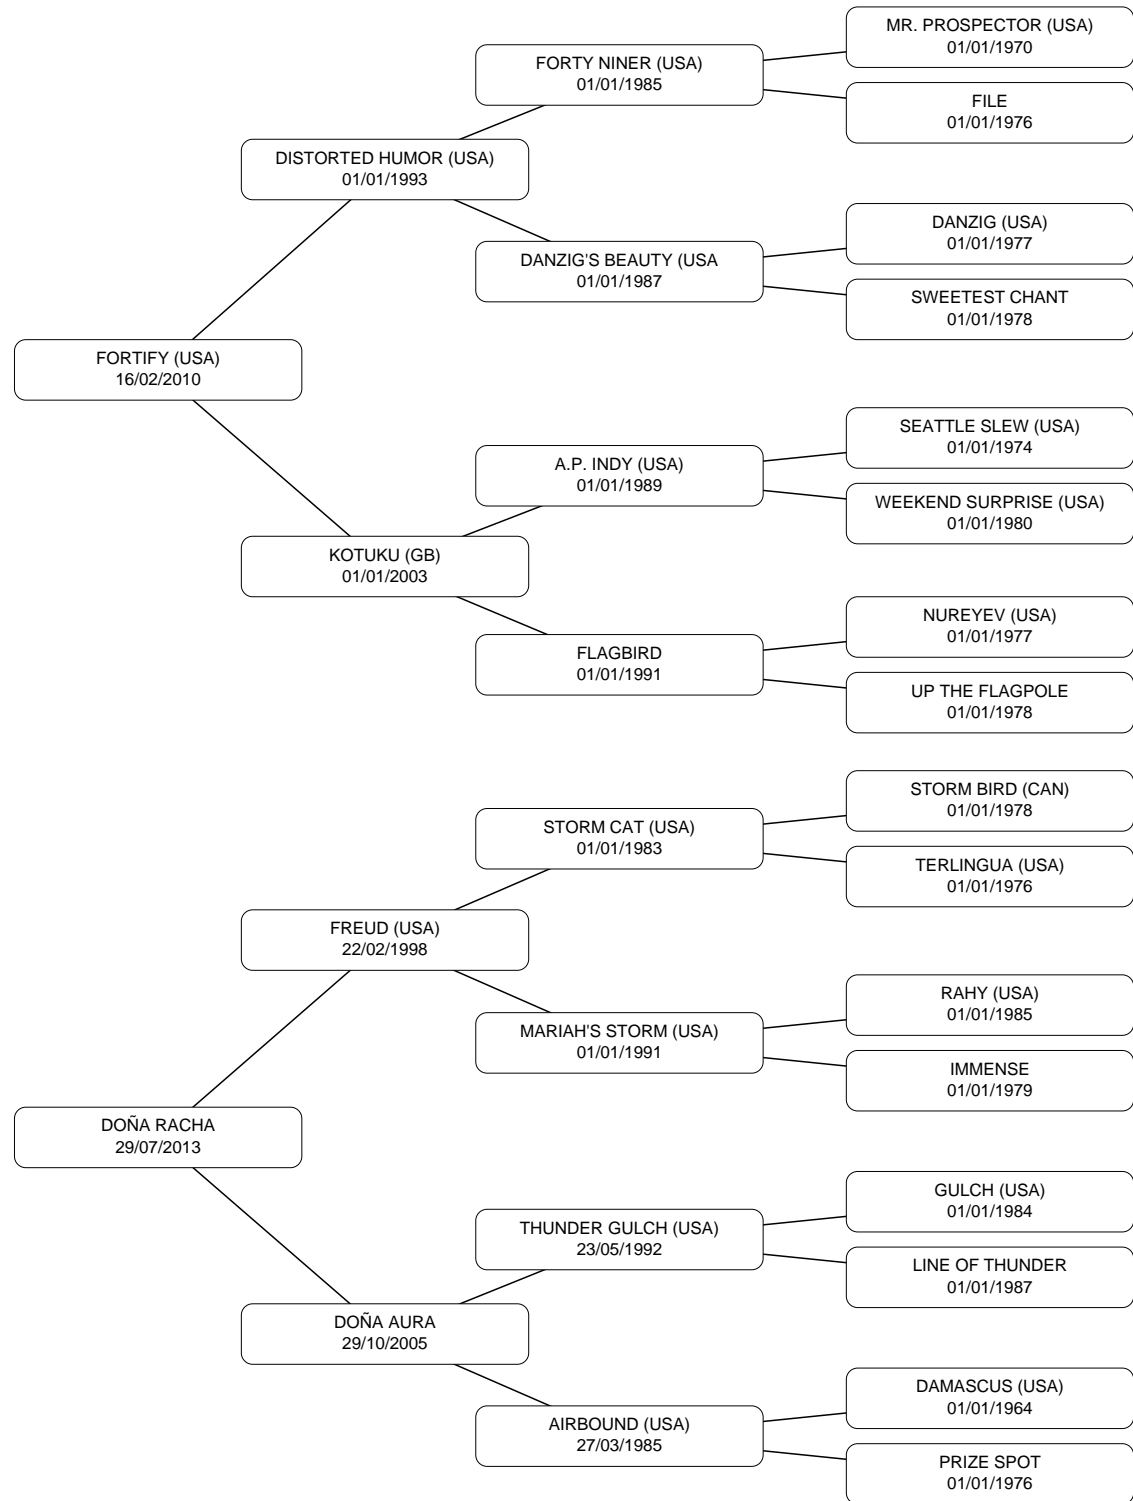 MR. PROSPECTOR (USA)
01/01/1970
FORTY NINER (USA)
01/01/1985
FILE
01/01/1976
DISTORTED HUMOR (USA)
01/01/1993
DANZIG (USA)
01/01/1977
DANZIG'S BEAUTY (USA
01/01/1987
SWEETEST CHANT
01/01/1978
FORTIFY (USA)
16/02/2010
SEATTLE SLEW (USA)
01/01/1974
A.P. INDY (USA)
01/01/1989
WEEKEND SURPRISE (USA)
01/01/1980
KOTUKU (GB)
01/01/2003
NUREYEV (USA)
01/01/1977
FLAGBIRD
01/01/1991
UP THE FLAGPOLE
01/01/1978
STORM BIRD (CAN)
01/01/1978
STORM CAT (USA)
01/01/1983
TERLINGUA (USA)
01/01/1976
FREUD (USA)
22/02/1998
RAHY (USA)
01/01/1985
MARIAH'S STORM (USA)
01/01/1991
IMMENSE
01/01/1979
DOÑA RACHA
29/07/2013
GULCH (USA)
01/01/1984
THUNDER GULCH (USA)
23/05/1992
LINE OF THUNDER
01/01/1987
DOÑA AURA
29/10/2005
DAMASCUS (USA)
01/01/1964
AIRBOUND (USA)
27/03/1985
PRIZE SPOT
01/01/1976